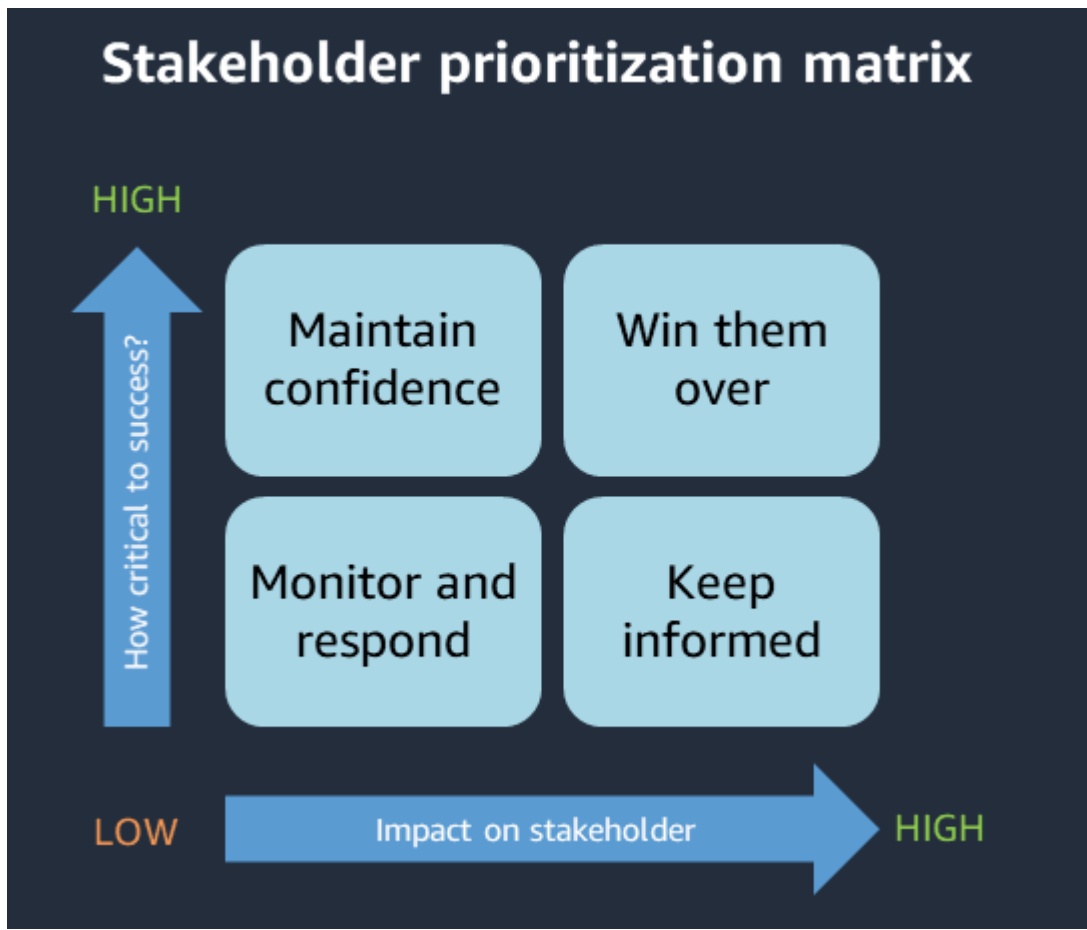 Stakeholder prioritization matrix
HIGH
How critical to success?
Maintain
confidence
Win them
over
Monitor and
respond
Keep
informed
LOW
Impact on stakeholder
HIGH